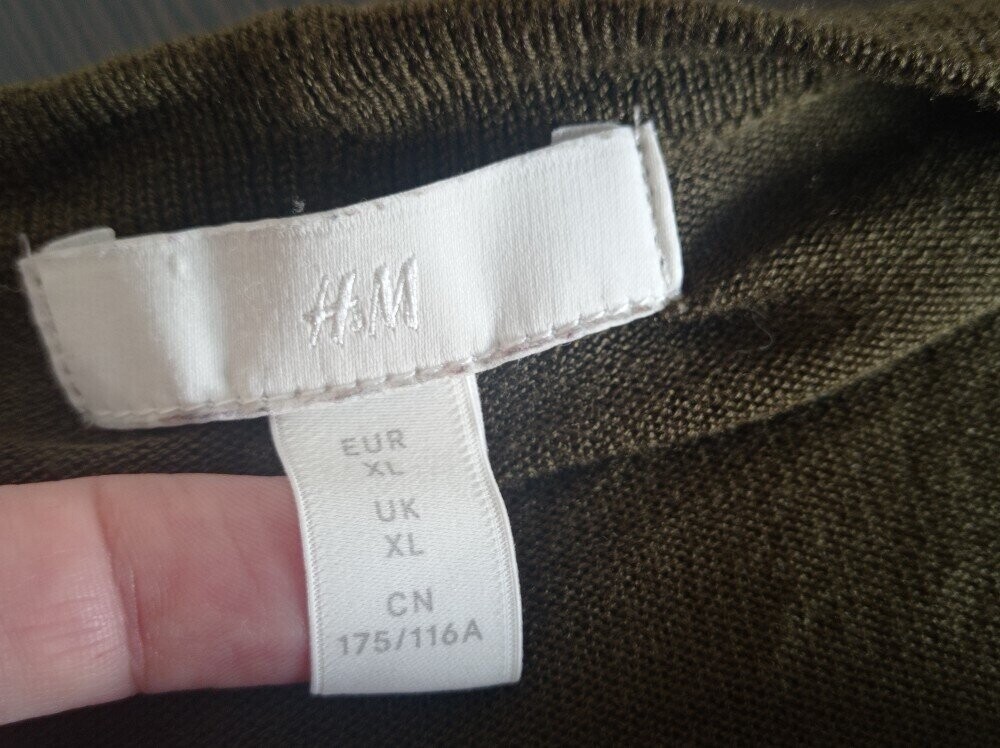 H&M
EUR
XL
UK
XL
CN
175/116A